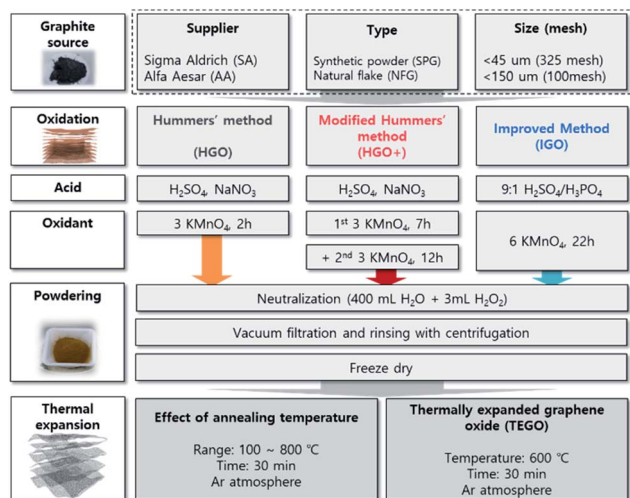 Graphite
source
Supplier
Sigma Aldrich (SA)
Alfa Aesar (AA)
Type
Synthetic powder (SPG)
Natural flake (NFG)
Size (mesh)
<45 um (325 mesh)
<150 um (100mesh)
Oxidation
Hummers’ method
(HGO)
Modified Hummers’
method
(HGO+)
Improved Method
(IGO)
Acid
H₂SO₄, NaNO₃
H₂SO₄, NaNO₃
9:1 H₂SO₄/H₃PO₄
Oxidant
3 KMnO₄, 2h
1ˢᵗ 3 KMnO₄, 7h
+ 2ⁿᵈ 3 KMnO₄, 12h
6 KMnO₄, 22h
Powdering
Neutralization (400 mL H₂O + 3mL H₂O₂)
Vacuum filtration and rinsing with centrifugation
Freeze dry
Thermal
expansion
Effect of annealing temperature
Range: 100 ~ 800 ℃
Time: 30 min
Ar atmosphere
Thermally expanded graphene
oxide (TEGO)
Temperature: 600 ℃
Time: 30 min
Ar atmosphere